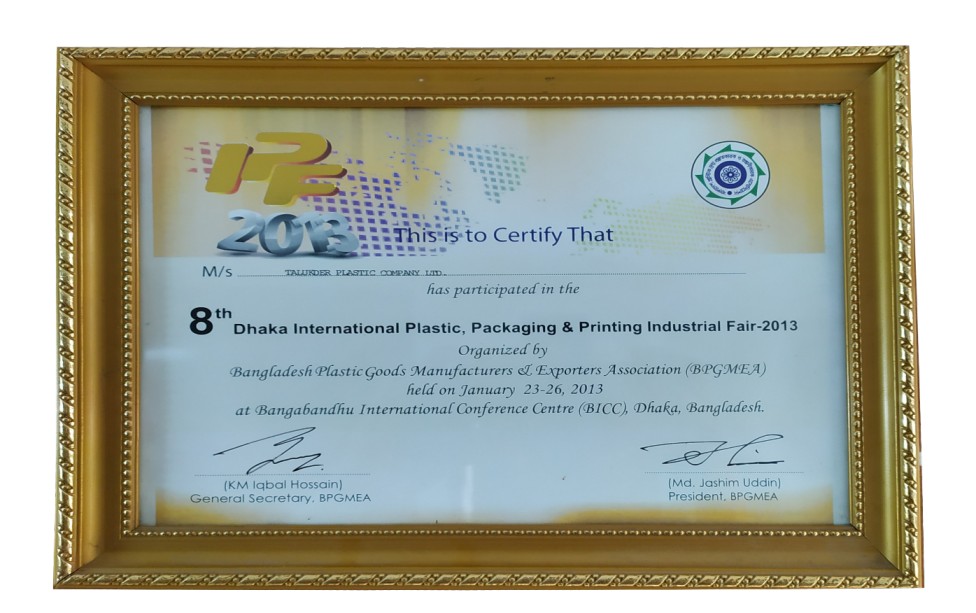 IPF
2013
This is to Certify That
M/s TALUKDER PLASTIC COMPANY LTD.
has participated in the
8th Dhaka International Plastic, Packaging & Printing Industrial Fair-2013
Organized by
Bangladesh Plastic Goods Manufacturers & Exporters Association (BPGMEA)
held on January 23-26, 2013
at Bangabandhu International Conference Centre (BICC), Dhaka, Bangladesh.
(KM Iqbal Hossain)
General Secretary, BPGMEA
(Md. Jashim Uddin)
President, BPGMEA